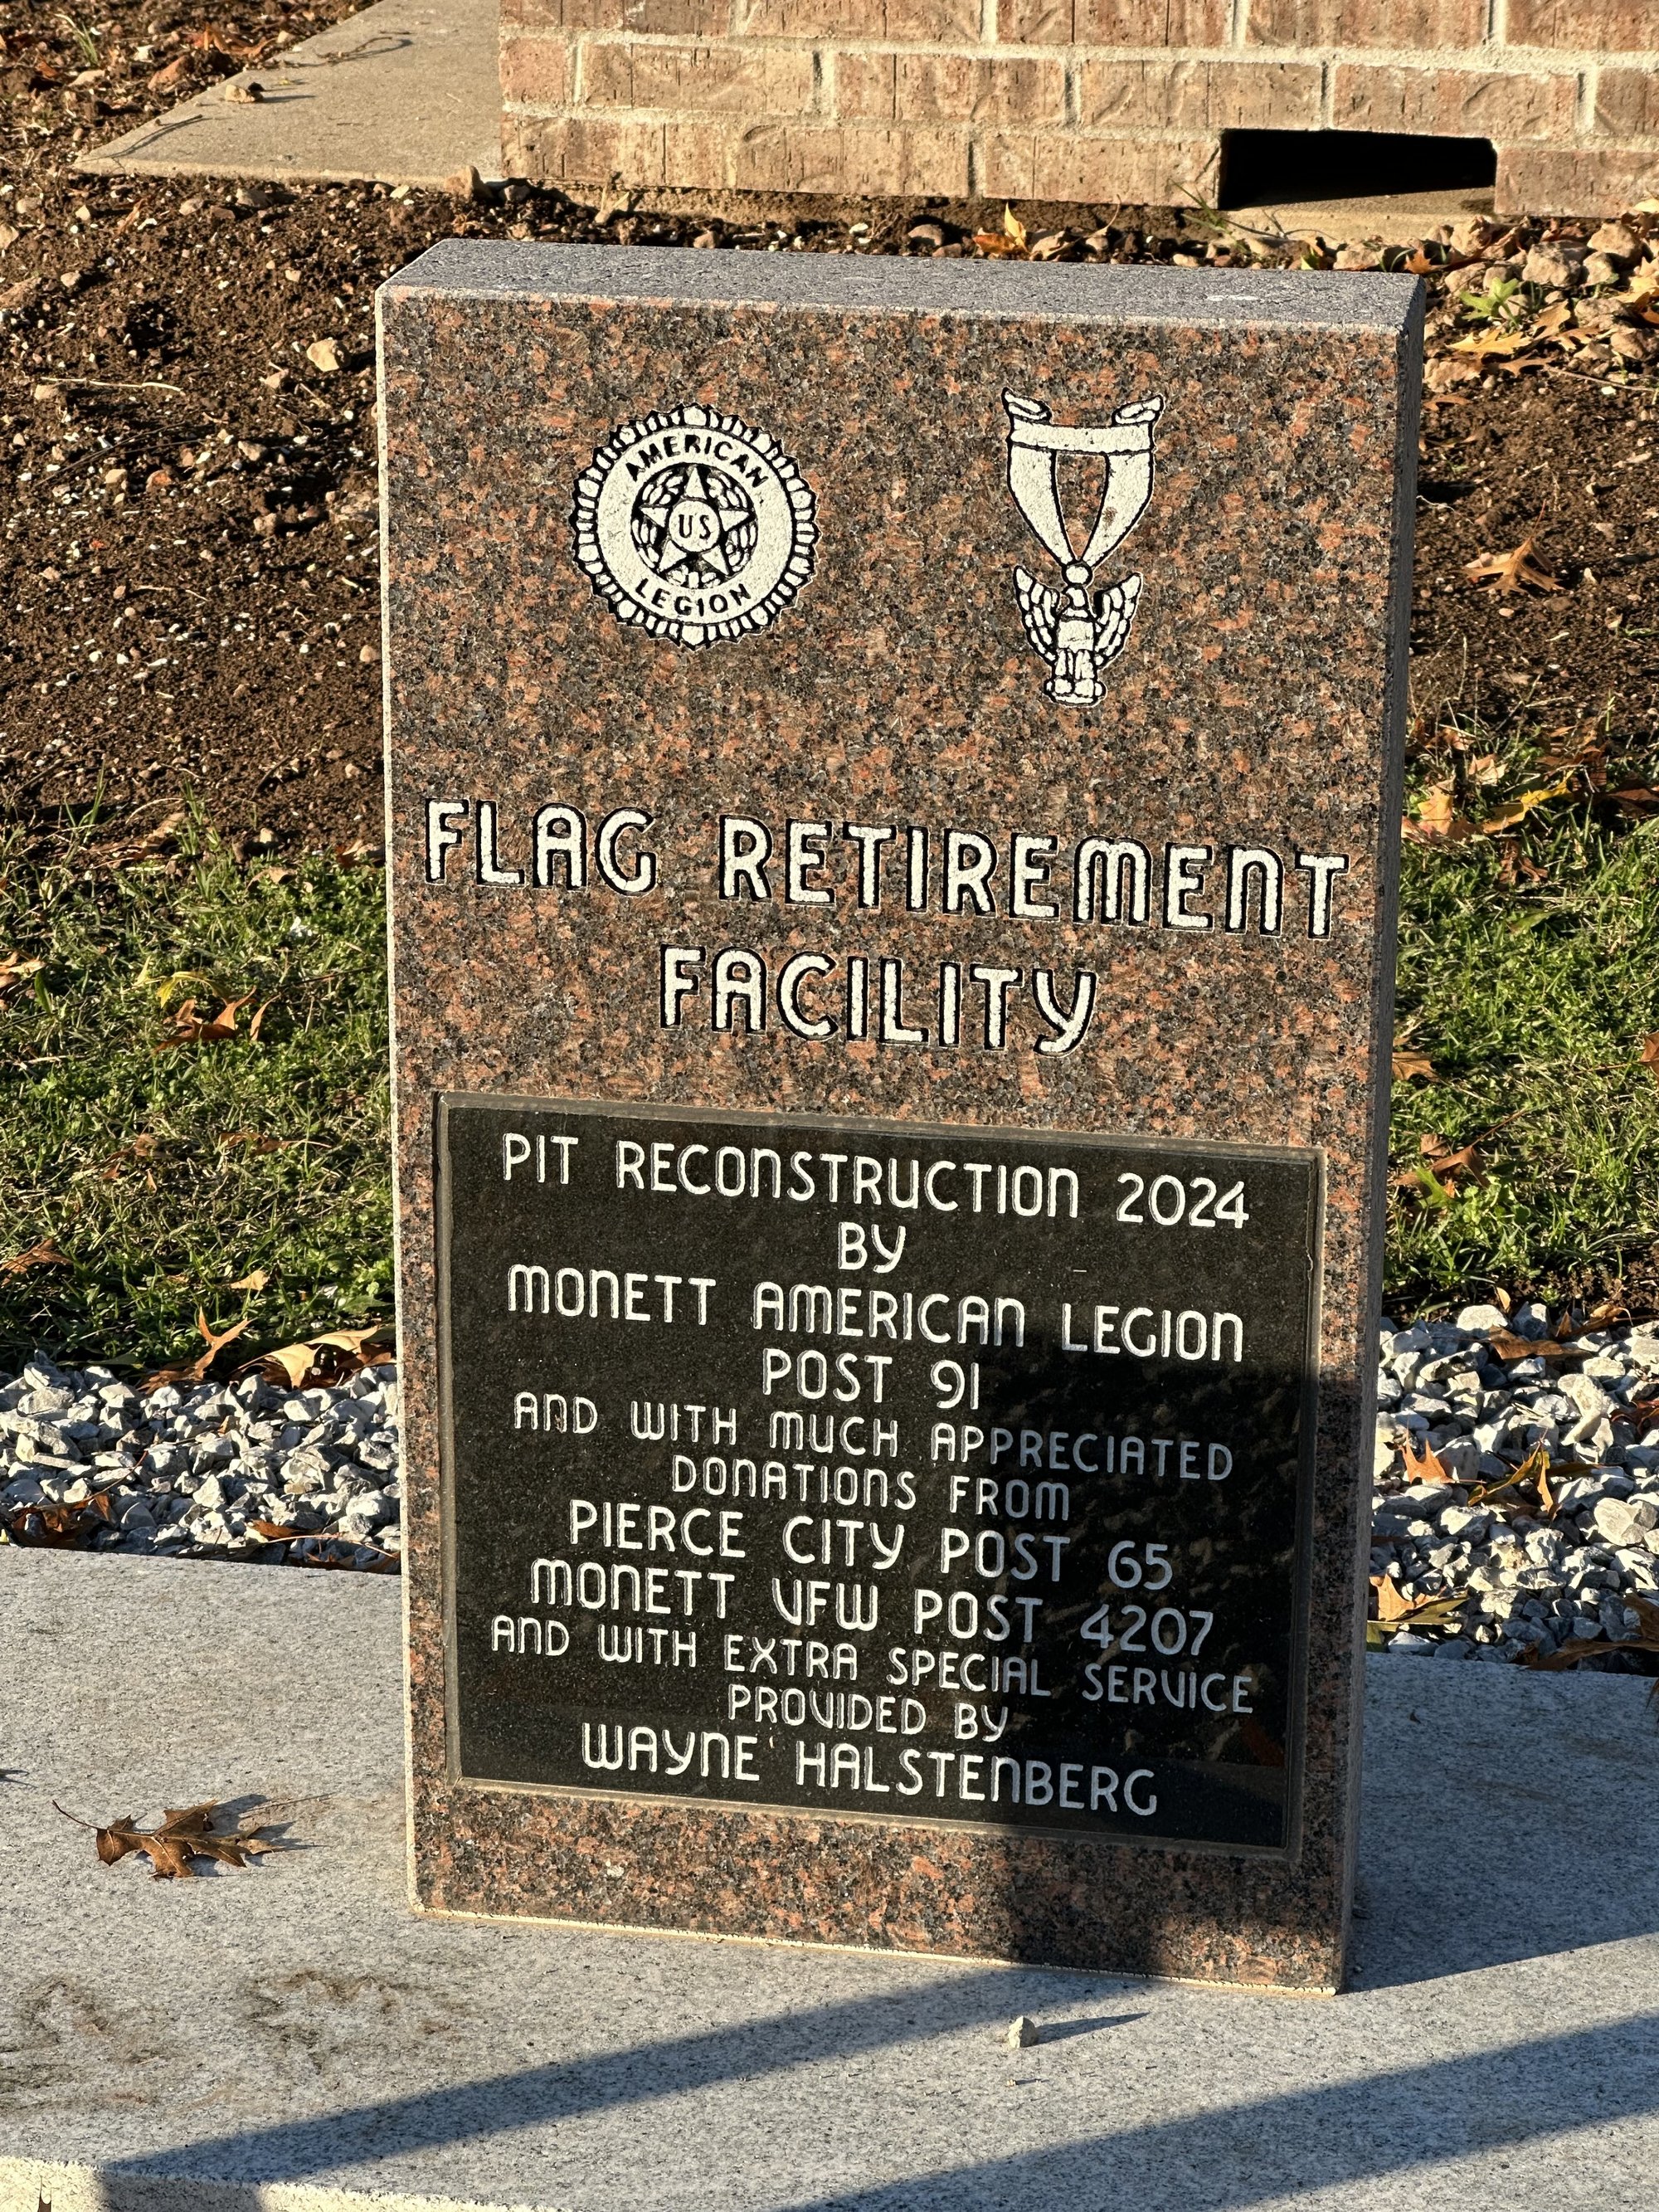 AMERICAN
US
LEGION
FLAG RETIREMENT
FACILITY
PIT RECONSTRUCTION 2024
BY
MONETT AMERICAN LEGION
POST 91
AND WITH MUCH APPRECIATED
DONATIONS FROM
PIERCE CITY POST 65
MONETT VFW POST 4207
AND WITH EXTRA SPECIAL SERVICE
PROVIDED BY
WAYNE HALSTENBERG